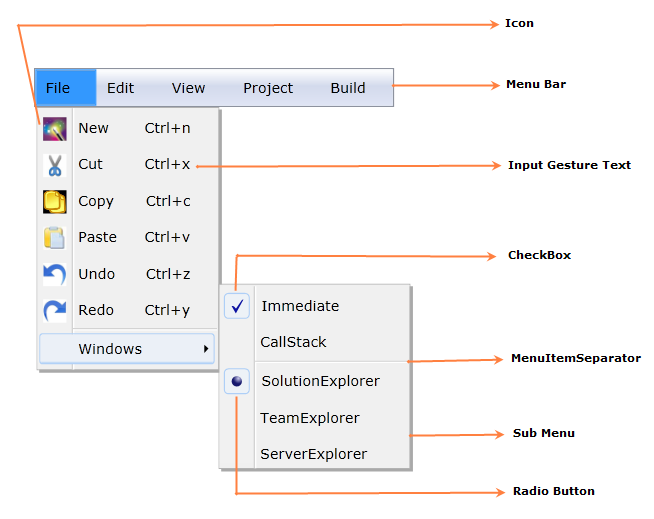 Icon
File Edit View Project Build
Menu Bar
New Ctrl+n
Cut Ctrl+x
Input Gesture Text
Copy Ctrl+c
Paste Ctrl+v
CheckBox
Undo Ctrl+z
Redo Ctrl+y
Immediate
CallStack
Windows
MenuItemSeparator
SolutionExplorer
TeamExplorer
Sub Menu
ServerExplorer
Radio Button